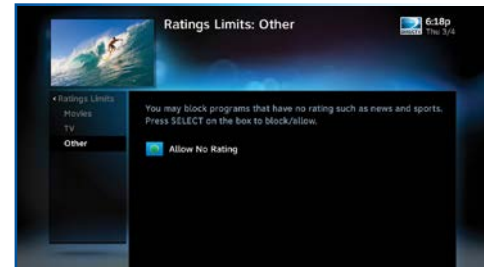 Ratings Limits: Other
6:18p
DIRECTV Thu 3/4
Ratings Limits
Movies
TV
Other
You may block programs that have no rating such as news and sports.
Press SELECT on the box to block/allow.
Allow No Rating